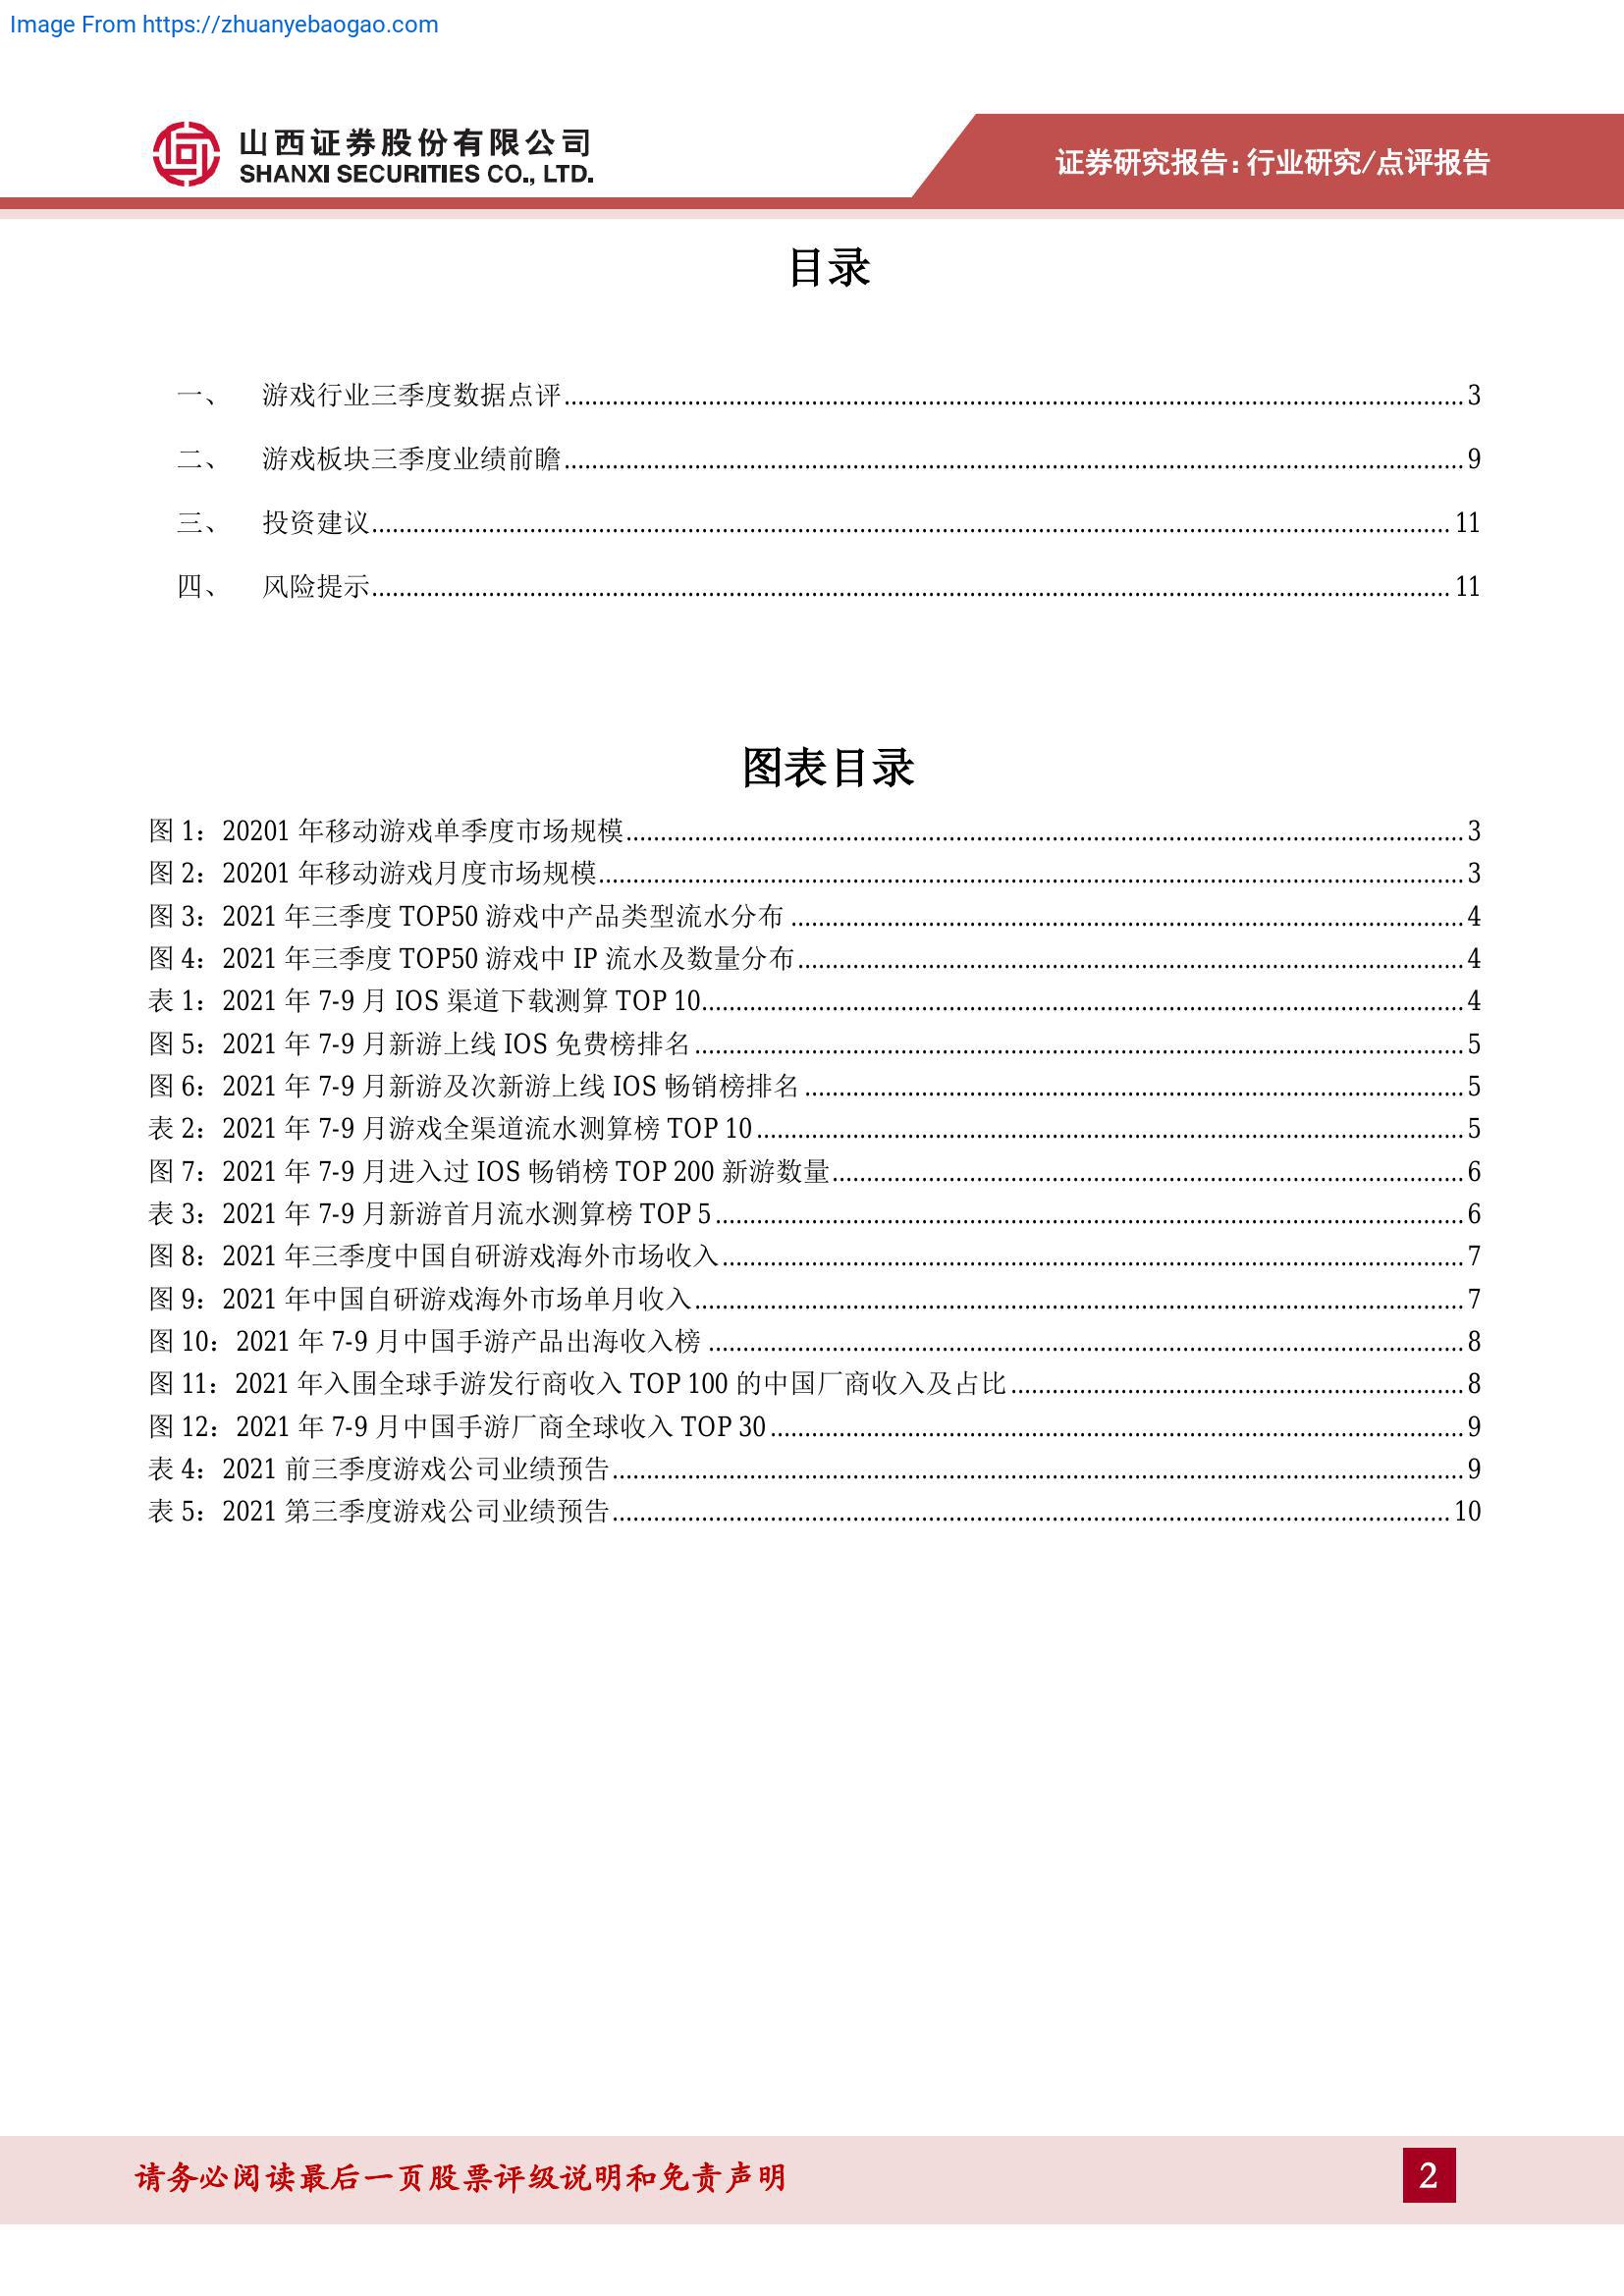 Image From https://zhuanyebaogao.com
山西证券股份有限公司
SHANXI SECURITIES CO., LTD.
证券研究报告:行业研究/点评报告
目录
一、 游戏行业三季度数据点评 3
二、 游戏板块三季度业绩前瞻 9
三、 投资建议 11
四、 风险提示 11
图表目录
图 1：20201 年移动游戏单季度市场规模 3
图 2：20201 年移动游戏月度市场规模 3
图 3：2021 年三季度 TOP50 游戏中产品类型流水分布 4
图 4：2021 年三季度 TOP50 游戏中 IP 流水及数量分布 4
表 1：2021 年 7-9 月 IOS 渠道下载测算 TOP 10 4
图 5：2021 年 7-9 月新游上线 IOS 免费榜排名 5
图 6：2021 年 7-9 月新游及次新游上线 IOS 畅销榜排名 5
表 2：2021 年 7-9 月游戏全渠道流水测算榜 TOP 10 5
图 7：2021 年 7-9 月进入过 IOS 畅销榜 TOP 200 新游数量 6
表 3：2021 年 7-9 月新游首月流水测算榜 TOP 5 6
图 8：2021 年三季度中国自研游戏海外市场收入 7
图 9：2021 年中国自研游戏海外市场单月收入 7
图 10：2021 年 7-9 月中国手游产品出海收入榜 8
图 11：2021 年入围全球手游发行商收入 TOP 100 的中国厂商收入及占比 8
图 12：2021 年 7-9 月中国手游厂商全球收入 TOP 30 9
表 4：2021 前三季度游戏公司业绩预告 9
表 5：2021 第三季度游戏公司业绩预告 10
请务必阅读最后一页股票评级说明和免责声明
2